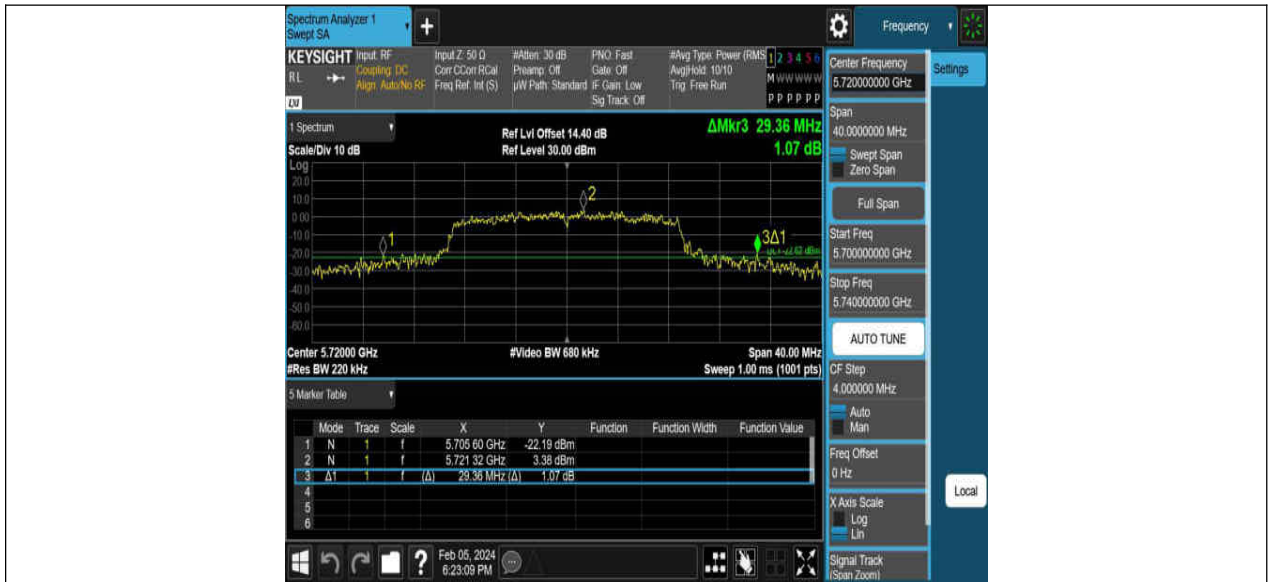 Spectrum Analyzer 1
Swept SA
+
Frequency
KEYSIGHT
RL
Input: RF
Coupling: DC
Align: Auto/No RF
Input Z: 50 Ω
Corr CCorr RCal
Freq Ref: Int (S)
#Atten: 30 dB
Preamp: Off
µW Path: Standard
PNO: Fast
Gate: Off
IF Gain: Low
Sig Track: Off
#Avg Type: Power (RMS
Avg|Hold: 10/10
Trig: Free Run
1 2 3 4 5 6
M W W W W W
P P P P P P
Center Frequency
5.720000000 GHz
Settings
Span
40.0000000 MHz
Swept Span
Zero Span
Full Span
Start Freq
5.700000000 GHz
Stop Freq
5.740000000 GHz
AUTO TUNE
CF Step
4.000000 MHz
Auto
Man
Freq Offset
0 Hz
X Axis Scale
Log
Lin
Signal Track
(Span Zoom)
Local
1 Spectrum
Scale/Div 10 dB
Ref Lvl Offset 14.40 dB
Ref Level 30.00 dBm
ΔMkr3 29.36 MHz
1.07 dB
Log
20.0
10.0
0.00
-10.0
-20.0
-30.0
-40.0
-50.0
-60.0
1
2
3Δ1
DL1 -22.62 dBm
Center 5.72000 GHz
#Res BW 220 kHz
#Video BW 680 kHz
Span 40.00 MHz
Sweep 1.00 ms (1001 pts)
5 Marker Table
Mode Trace Scale X Y Function Function Width Function Value
1 N 1 f 5.705 60 GHz -22.19 dBm
2 N 1 f 5.721 32 GHz 3.38 dBm
3 Δ1 1 f (Δ) 29.36 MHz (Δ) 1.07 dB
4
5
6
?
Feb 05, 2024
6:23:09 PM